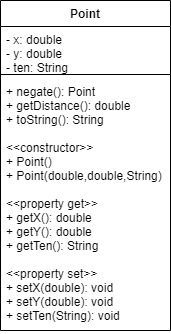 Point
- x: double
- y: double
- ten: String
+ negate(): Point
+ getDistance(): double
+ toString(): String
<<constructor>>
+ Point()
+ Point(double,double,String)
<<property get>>
+ getX(): double
+ getY(): double
+ getTen(): String
<<property set>>
+ setX(double): void
+ setY(double): void
+ setTen(String): void